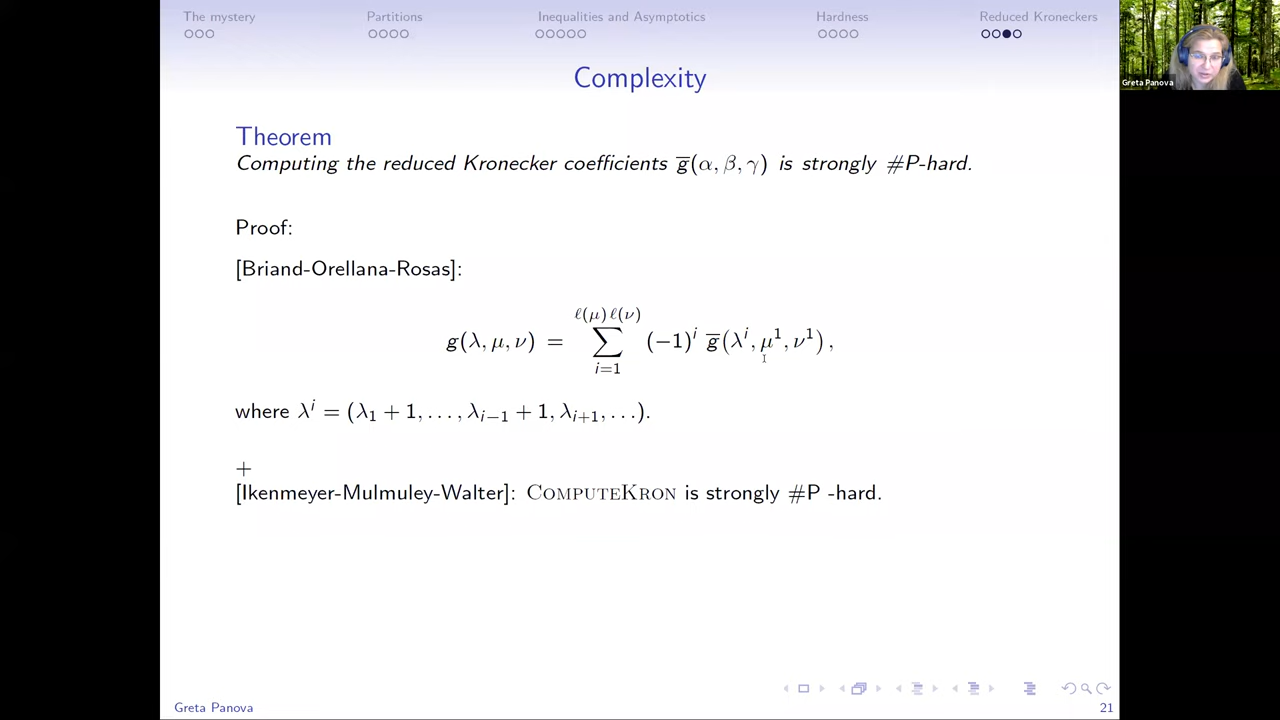 The mystery Partitions Inequalities and Asymptotics Hardness Reduced Kroneckers
Greta Panova
Complexity
Theorem
Computing the reduced Kronecker coefficients g̅(α, β, γ) is strongly #P-hard.
Proof:
[Briand-Orellana-Rosas]:
g(λ, μ, ν) = ∑_{i=1}^{ℓ(μ)ℓ(ν)} (−1)^i g̅(λ^i, μ^1, ν^1),
where λ^i = (λ_1 + 1, . . . , λ_{i−1} + 1, λ_{i+1}, . . .).
+
[Ikenmeyer-Mulmuley-Walter]: COMPUTEKRON is strongly #P -hard.
Greta Panova 21